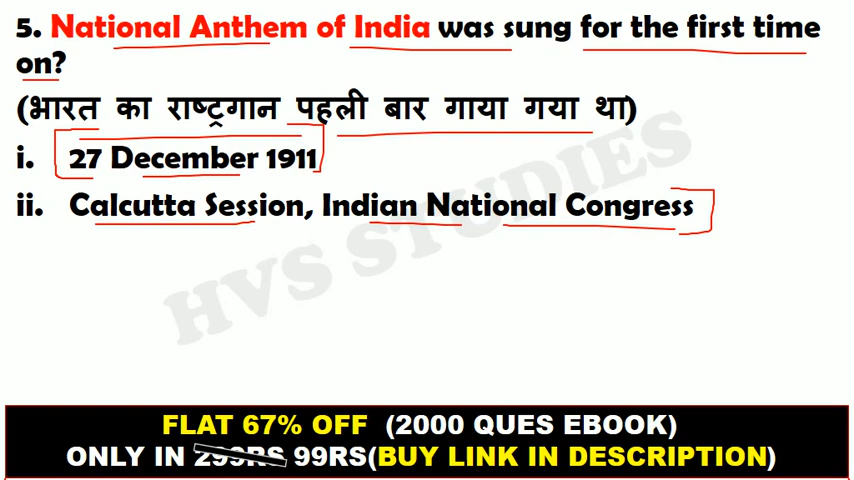 5. National Anthem of India was sung for the first time
on?
(भारत का राष्ट्रगान पहली बार गाया गया था)
i. 27 December 1911
ii. Calcutta Session, Indian National Congress
HVS STUDIES
FLAT 67% OFF (2000 QUES EBOOK)
ONLY IN 299RS 99RS(BUY LINK IN DESCRIPTION)